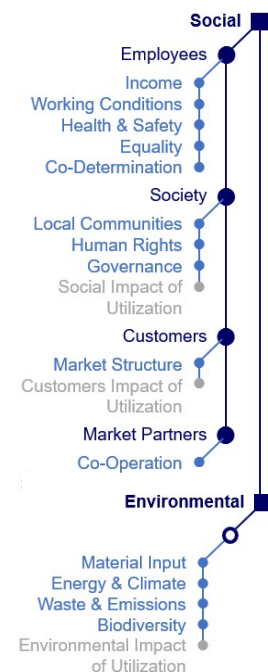 Social
Employees
Income
Working Conditions
Health & Safety
Equality
Co-Determination
Society
Local Communities
Human Rights
Governance
Social Impact of
Utilization
Customers
Market Structure
Customers Impact of
Utilization
Market Partners
Co-Operation
Environmental
Material Input
Energy & Climate
Waste & Emissions
Biodiversity
Environmental Impact
of Utilization